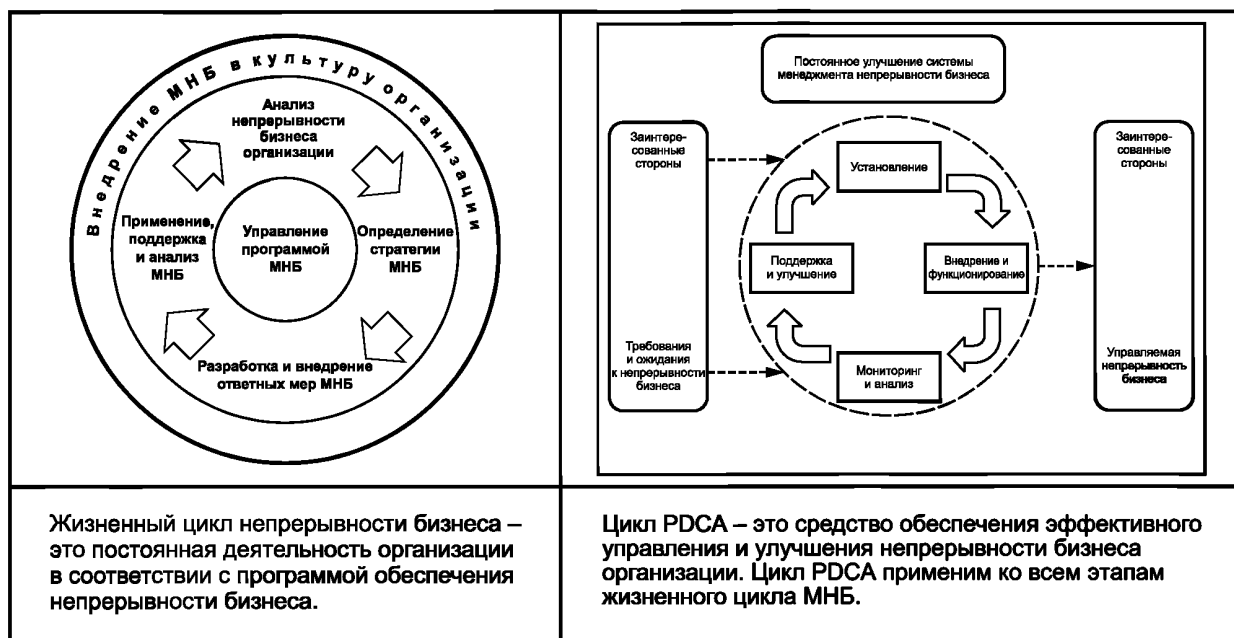 Внедрение МНБ в культуру организации
Анализ
непрерывности
бизнеса
организации
Применение,
поддержка
и анализ
МНБ
Управление
программой
МНБ
Определение
стратегии
МНБ
Разработка и внедрение
ответных мер МНБ
Постоянное улучшение системы
менеджмента непрерывности бизнеса
Заинтере-
сованные
стороны
Установление
Заинтере-
сованные
стороны
Поддержка
и улучшение
Внедрение и
функционирование
Требования
и ожидания
к непрерывности
бизнеса
Мониторинг
и анализ
Управляемая
непрерывность
бизнеса
Жизненный цикл непрерывности бизнеса –
это постоянная деятельность организации
в соответствии с программой обеспечения
непрерывности бизнеса.
Цикл PDCA – это средство обеспечения эффективного
управления и улучшения непрерывности бизнеса
организации. Цикл PDCA применим ко всем этапам
жизненного цикла МНБ.